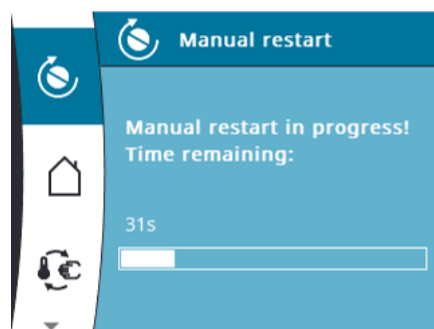 Manual restart
Manual restart in progress!
Time remaining:
31s